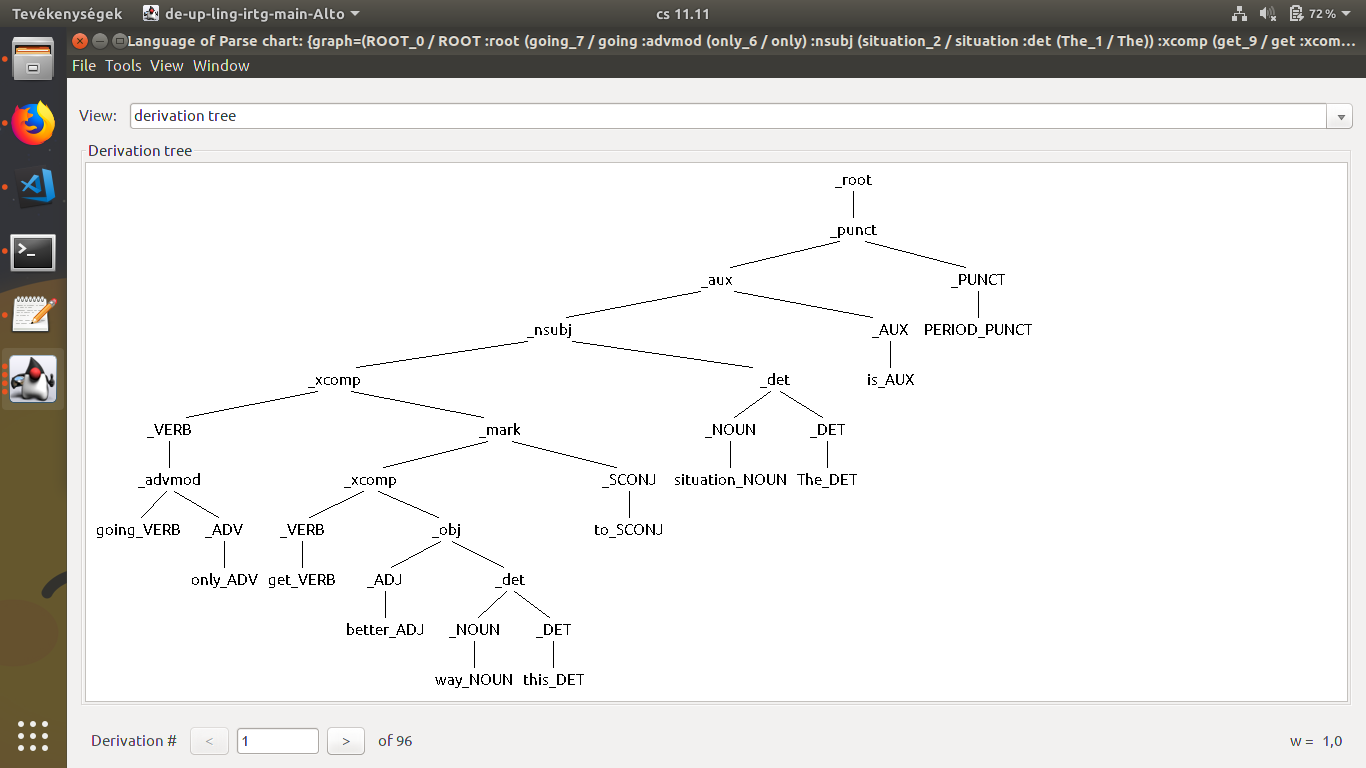 Tevékenységek de-up-ling-irtg-main-Alto cs 11.11 72 %
Language of Parse chart: {graph=(ROOT_0 / ROOT :root (going_7 / going :advmod (only_6 / only) :nsubj (situation_2 / situation :det (The_1 / The)) :xcomp (get_9 / get :xcom...
File Tools View Window
View: derivation tree
Derivation tree
_root
_punct
_aux _PUNCT
_nsubj _AUX PERIOD_PUNCT
_xcomp _det is_AUX
_VERB _mark _NOUN _DET
_advmod _xcomp _SCONJ situation_NOUN The_DET
going_VERB _ADV _VERB _obj to_SCONJ
only_ADV get_VERB _ADJ _det
better_ADJ _NOUN _DET
way_NOUN this_DET
Derivation # < 1 > of 96 w = 1,0